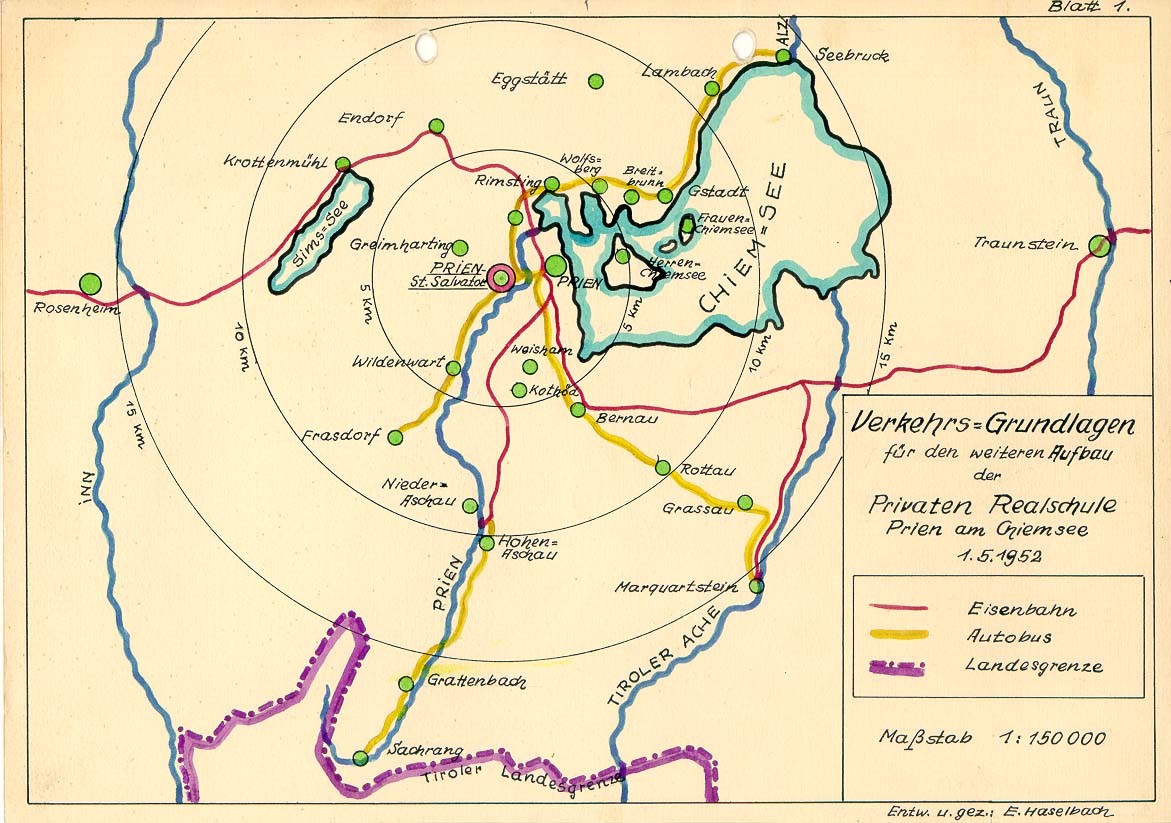 Blatt 1.
ALZ
Seebruck
Lambach
Eggstätt
TRAUN
Endorf
Krottenmühl
Wolfs=
berg
Breit=
brunn
Rimsting
Gstadt
Sims=See
Frauen=
Chiemsee
CHIEMSEE
Greimharting
Herren=
Chiemsee
Traunstein
PRIEN-
St. Salvator
PRIEN
Rosenheim
5 km
5 km
10 km
10 km
15 km
15 km
Weisham
Wildenwart
Kothöd
Bernau
Frasdorf
Rottau
INN
Nieder=
Aschau
Grassau
Hohen=
Aschau
PRIEN
Marquartstein
TIROLER ACHE
Grattenbach
Sachrang
Tiroler Landesgrenze
Verkehrs=Grundlagen
für den weiteren Aufbau
der
Privaten Realschule
Prien am Chiemsee
1.5.1952
Eisenbahn
Autobus
Landesgrenze
Maßstab 1:150000
Entw. u. gez.: E. Haselbach